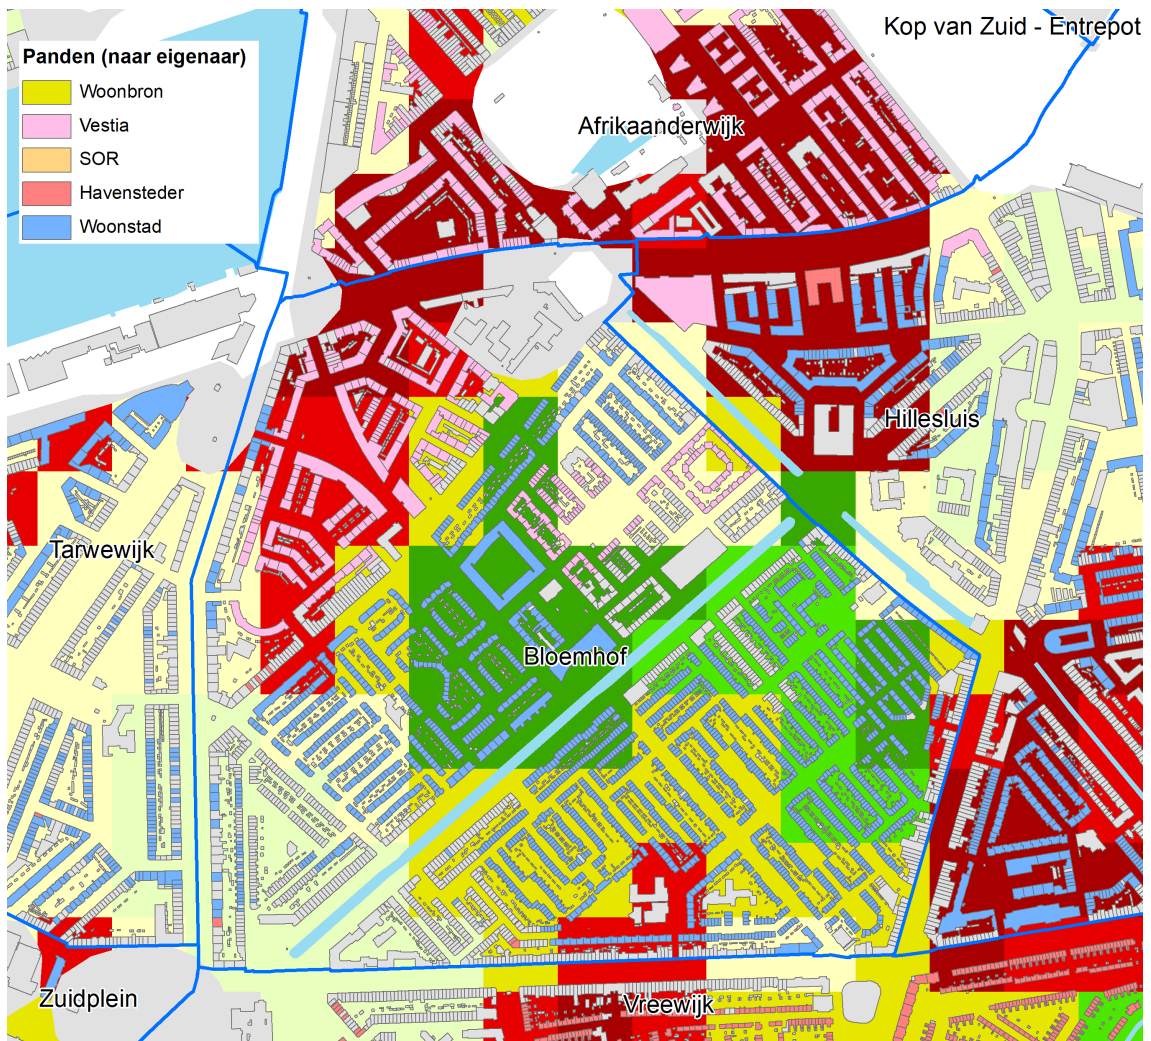 Kop van Zuid - Entrepot
Panden (naar eigenaar)
Woonbron
Vestia
SOR
Havensteder
Woonstad
Afrikaanderwijk
Hillesluis
Tarwewijk
Bloemhof
Zuidplein
Vreewijk